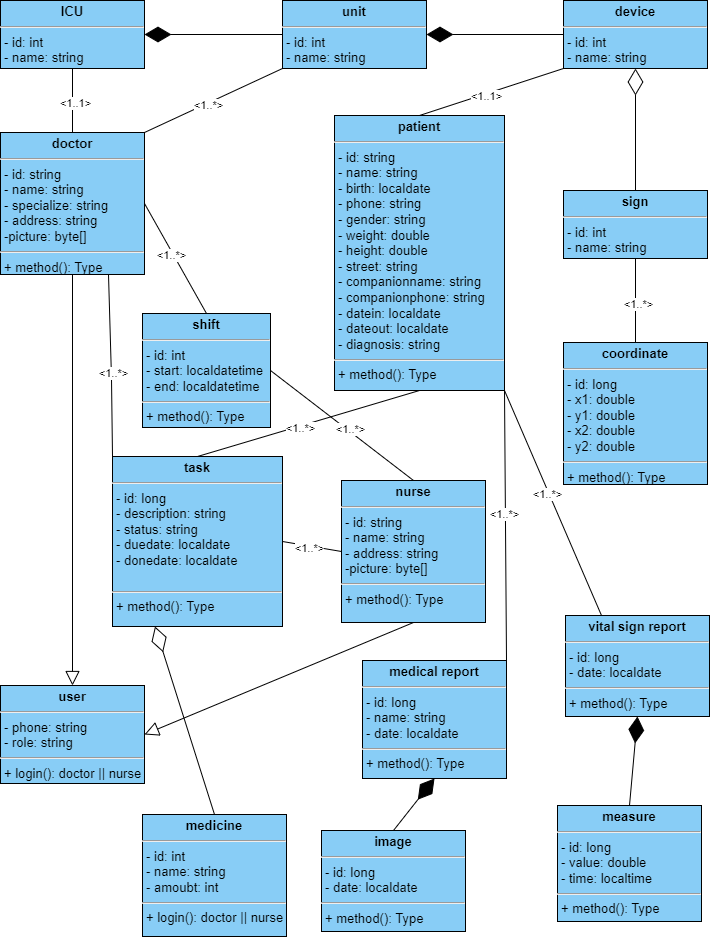 ICU
- id: int
- name: string
unit
- id: int
- name: string
device
- id: int
- name: string
<1..1>
<1..*>
<1..1>
doctor
- id: string
- name: string
- specialize: string
- address: string
-picture: byte[]
+ method(): Type
patient
- id: string
- name: string
- birth: localdate
- phone: string
- gender: string
- weight: double
- height: double
- street: string
- companionname: string
- companionphone: string
- datein: localdate
- dateout: localdate
- diagnosis: string
+ method(): Type
sign
- id: int
- name: string
<1..*>
<1..*>
shift
- id: int
- start: localdatetime
- end: localdatetime
+ method(): Type
coordinate
- id: long
- x1: double
- y1: double
- x2: double
- y2: double
+ method(): Type
<1..*>
<1..*>
<1..*>
task
- id: long
- description: string
- status: string
- duedate: localdate
- donedate: localdate
+ method(): Type
<1..*>
nurse
- id: string
- name: string
- address: string
-picture: byte[]
+ method(): Type
<1..*>
<1..*>
vital sign report
- id: long
- date: localdate
+ method(): Type
user
- phone: string
- role: string
+ login(): doctor || nurse
medical report
- id: long
- name: string
- date: localdate
+ method(): Type
medicine
- id: int
- name: string
- amoubt: int
+ login(): doctor || nurse
image
- id: long
- date: localdate
+ method(): Type
measure
- id: long
- value: double
- time: localtime
+ method(): Type